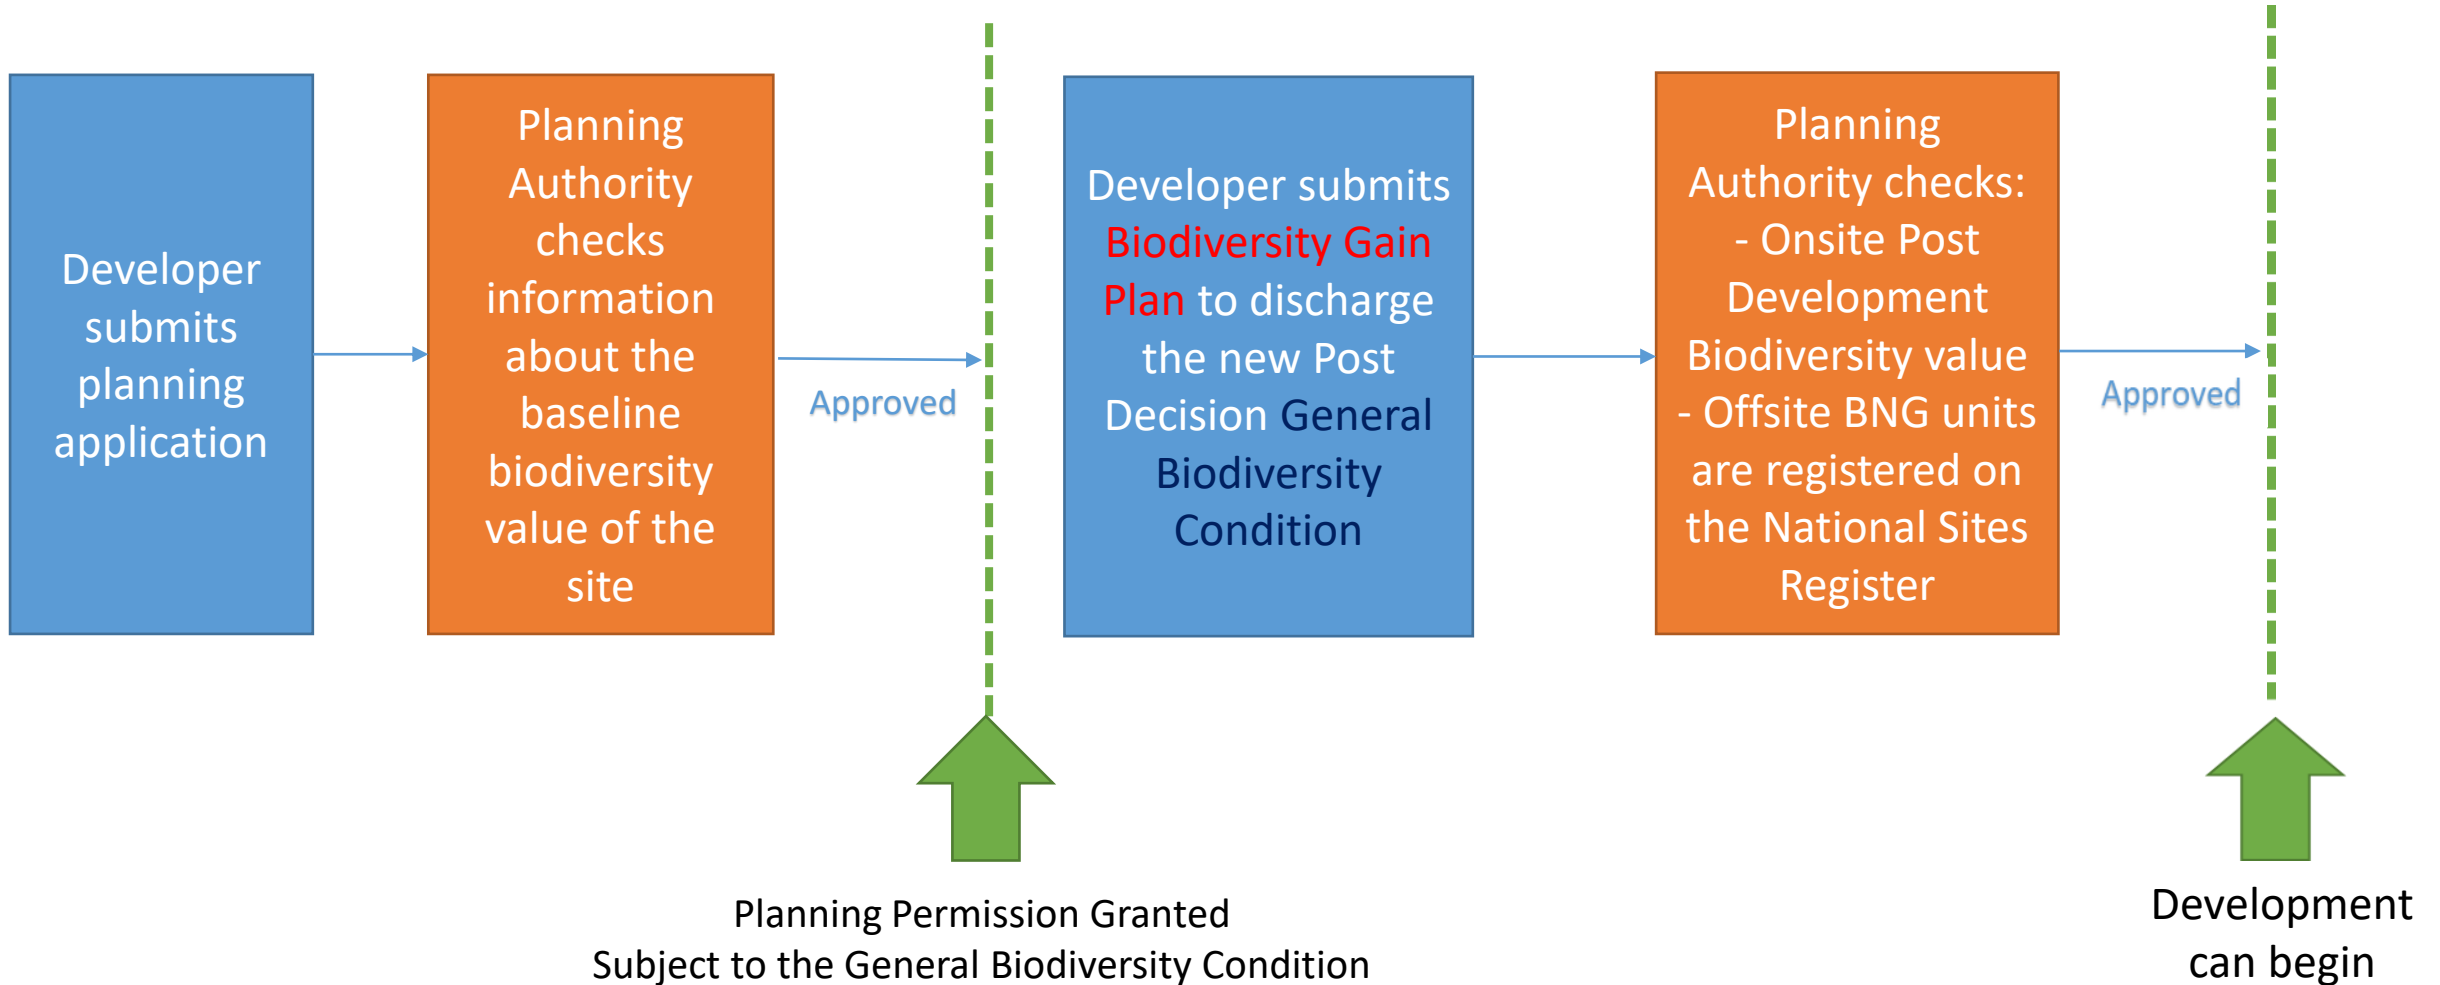 Developer
submits
planning
application
Planning
Authority
checks
information
about the
baseline
biodiversity
value of the
site
Approved
Developer submits
Biodiversity Gain
Plan to discharge
the new Post
Decision General
Biodiversity
Condition
Planning
Authority checks:
- Onsite Post
Development
Biodiversity value
- Offsite BNG units
are registered on
the National Sites
Register
Approved
Planning Permission Granted
Subject to the General Biodiversity Condition
Development
can begin